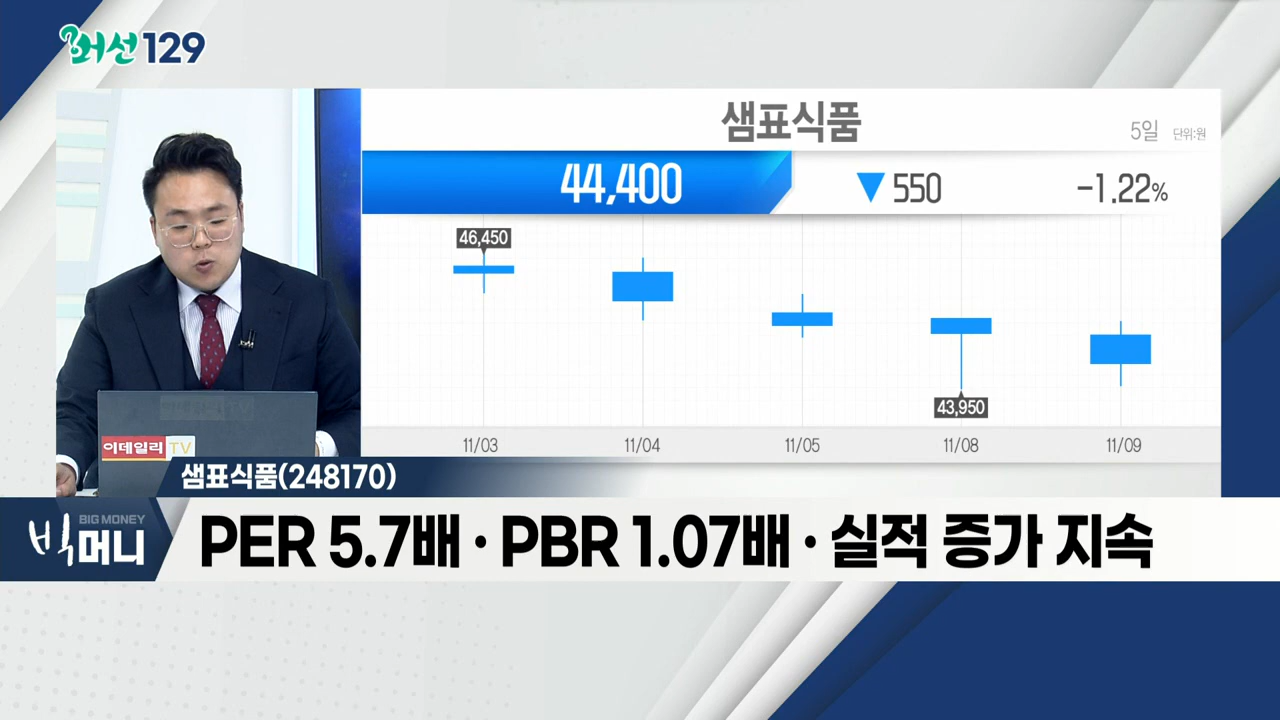 머선129
샘표식품
5일 단위:원
44,400 ▼ 550 -1.22%
46,450
43,950
11/03 11/04 11/05 11/08 11/09
이데일리 TV
샘표식품(248170)
BIG MONEY
빅머니
PER 5.7배·PBR 1.07배·실적 증가 지속